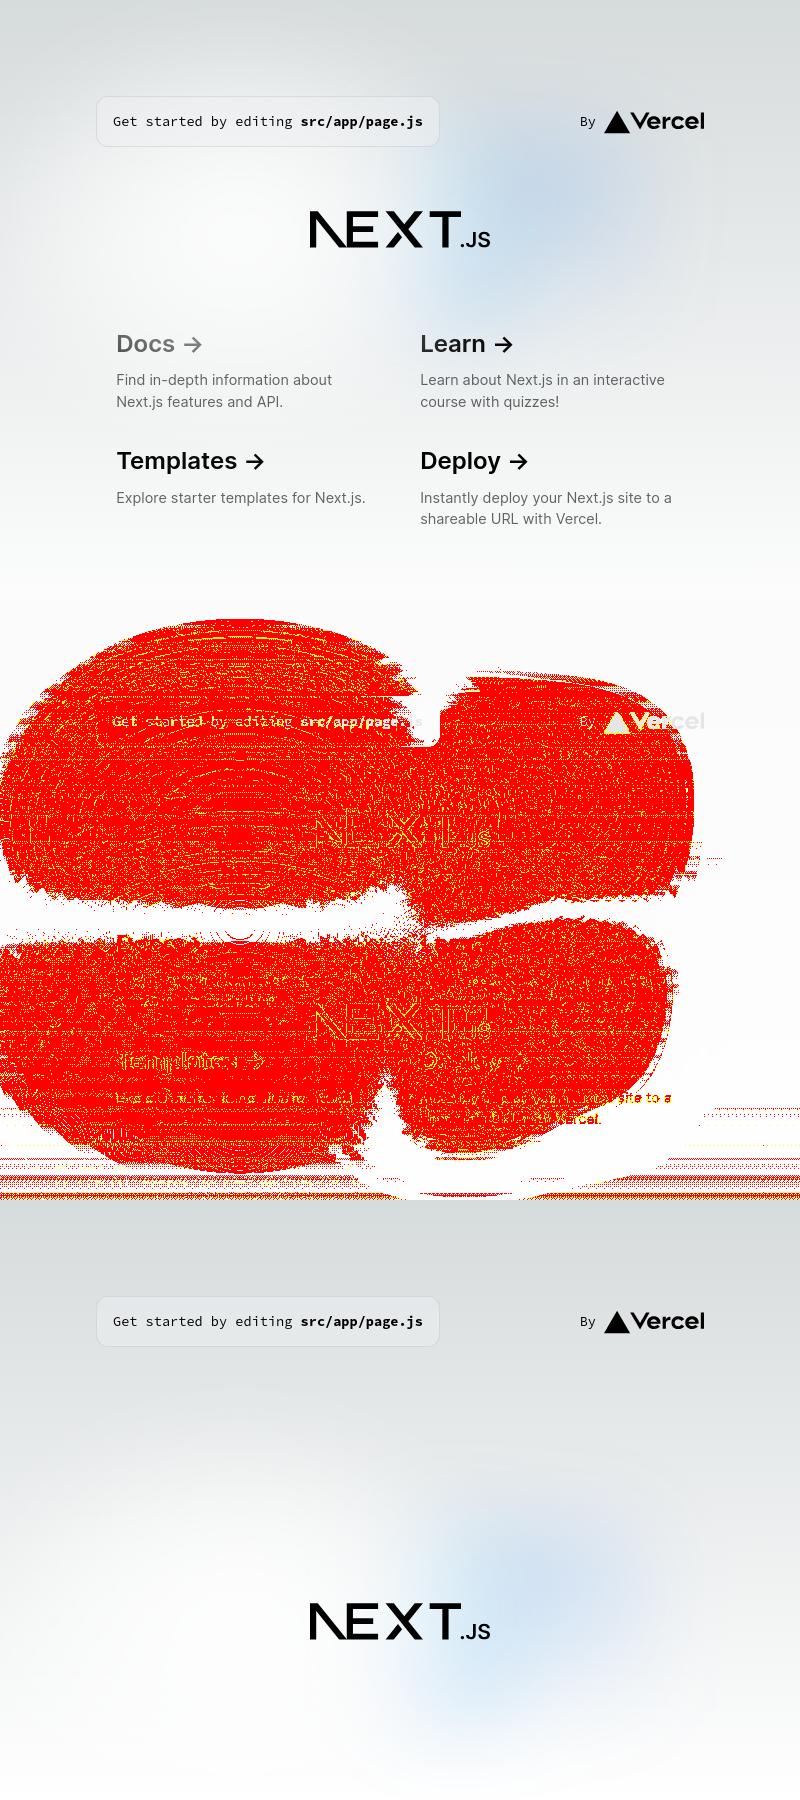 Get started by editing src/app/page.js
By Vercel
NEXT.JS
Docs ->
Learn ->
Find in-depth information about
Next.js features and API.
Learn about Next.js in an interactive
course with quizzes!
Templates ->
Deploy ->
Explore starter templates for Next.js.
Instantly deploy your Next.js site to a
shareable URL with Vercel.
Get started by editing src/app/page.js
By Vercel
NEXT.JS
NEXT.JS
Templates ->
site to a
Vercel.
Get started by editing src/app/page.js
By Vercel
NEXT.JS